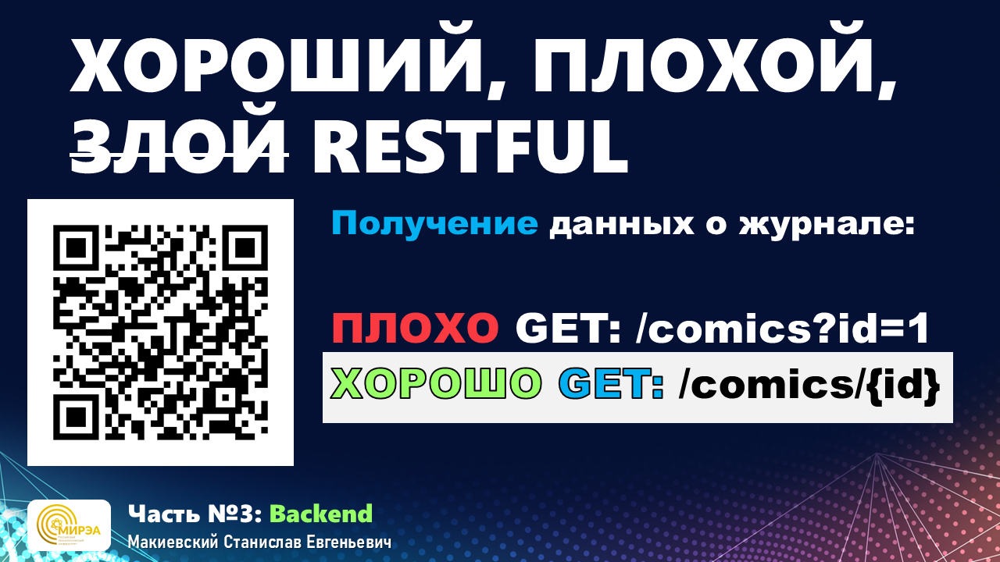 ХОРОШИЙ, ПЛОХОЙ,
ЗЛОЙ RESTFUL
Получение данных о журнале:
ПЛОХО GET: /comics?id=1
ХОРОШО GET: /comics/{id}
МИРЭА
Российский
технологический
университет
Часть №3: Backend
Макиевский Станислав Евгеньевич